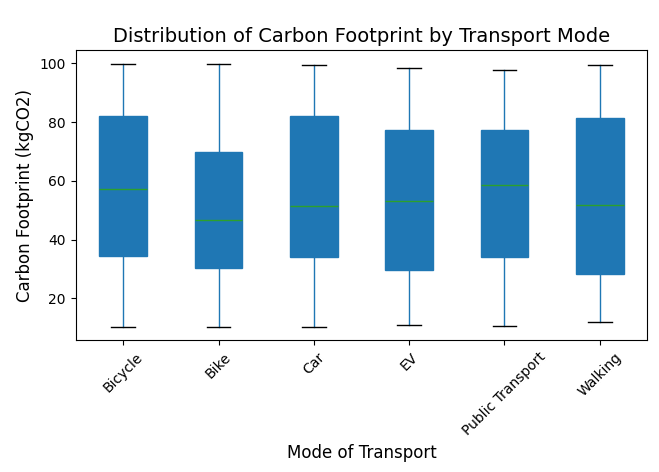 Distribution of Carbon Footprint by Transport Mode
Carbon Footprint (kgCO2)
100
80
60
40
20
Bicycle
Bike
Car
EV
Public Transport
Walking
Mode of Transport